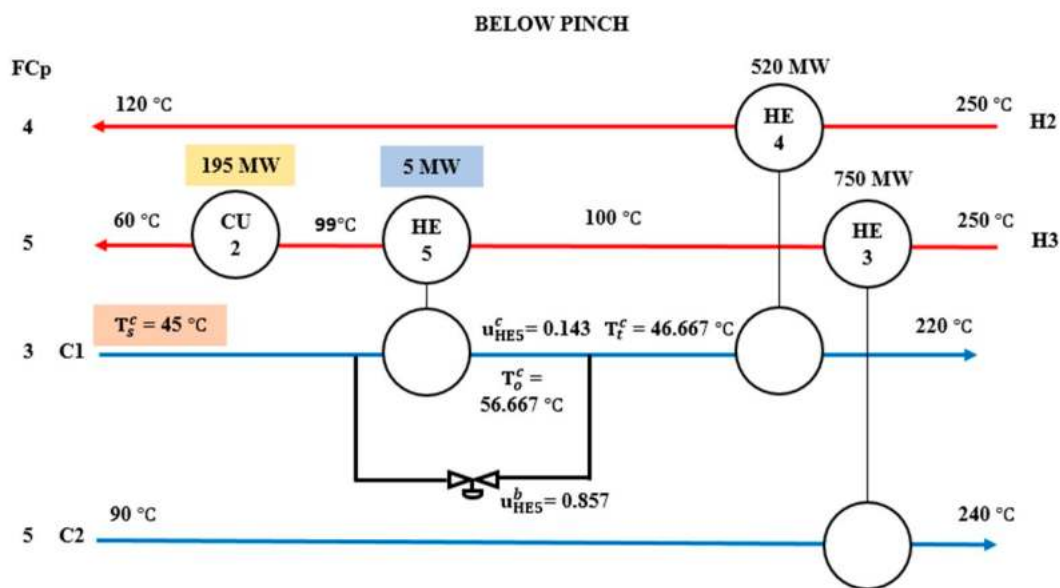 BELOW PINCH
FCp
520 MW
120 °C
250 °C
4
HE
4
H2
195 MW
5 MW
750 MW
60 °C
CU
2
99°C
HE
5
100 °C
HE
3
250 °C
5
H3
T_s^c = 45 °C
u_HE5^c= 0.143
T_t^c = 46.667 °C
220 °C
3 C1
T_o^c =
56.667 °C
u_HE5^b= 0.857
90 °C
240 °C
5 C2